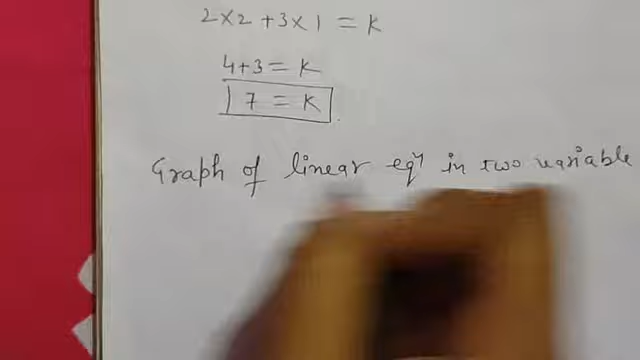 2×2 + 3×1 = K
4+3 = K
7 = K
Graph of linear eqⁿ in two variable